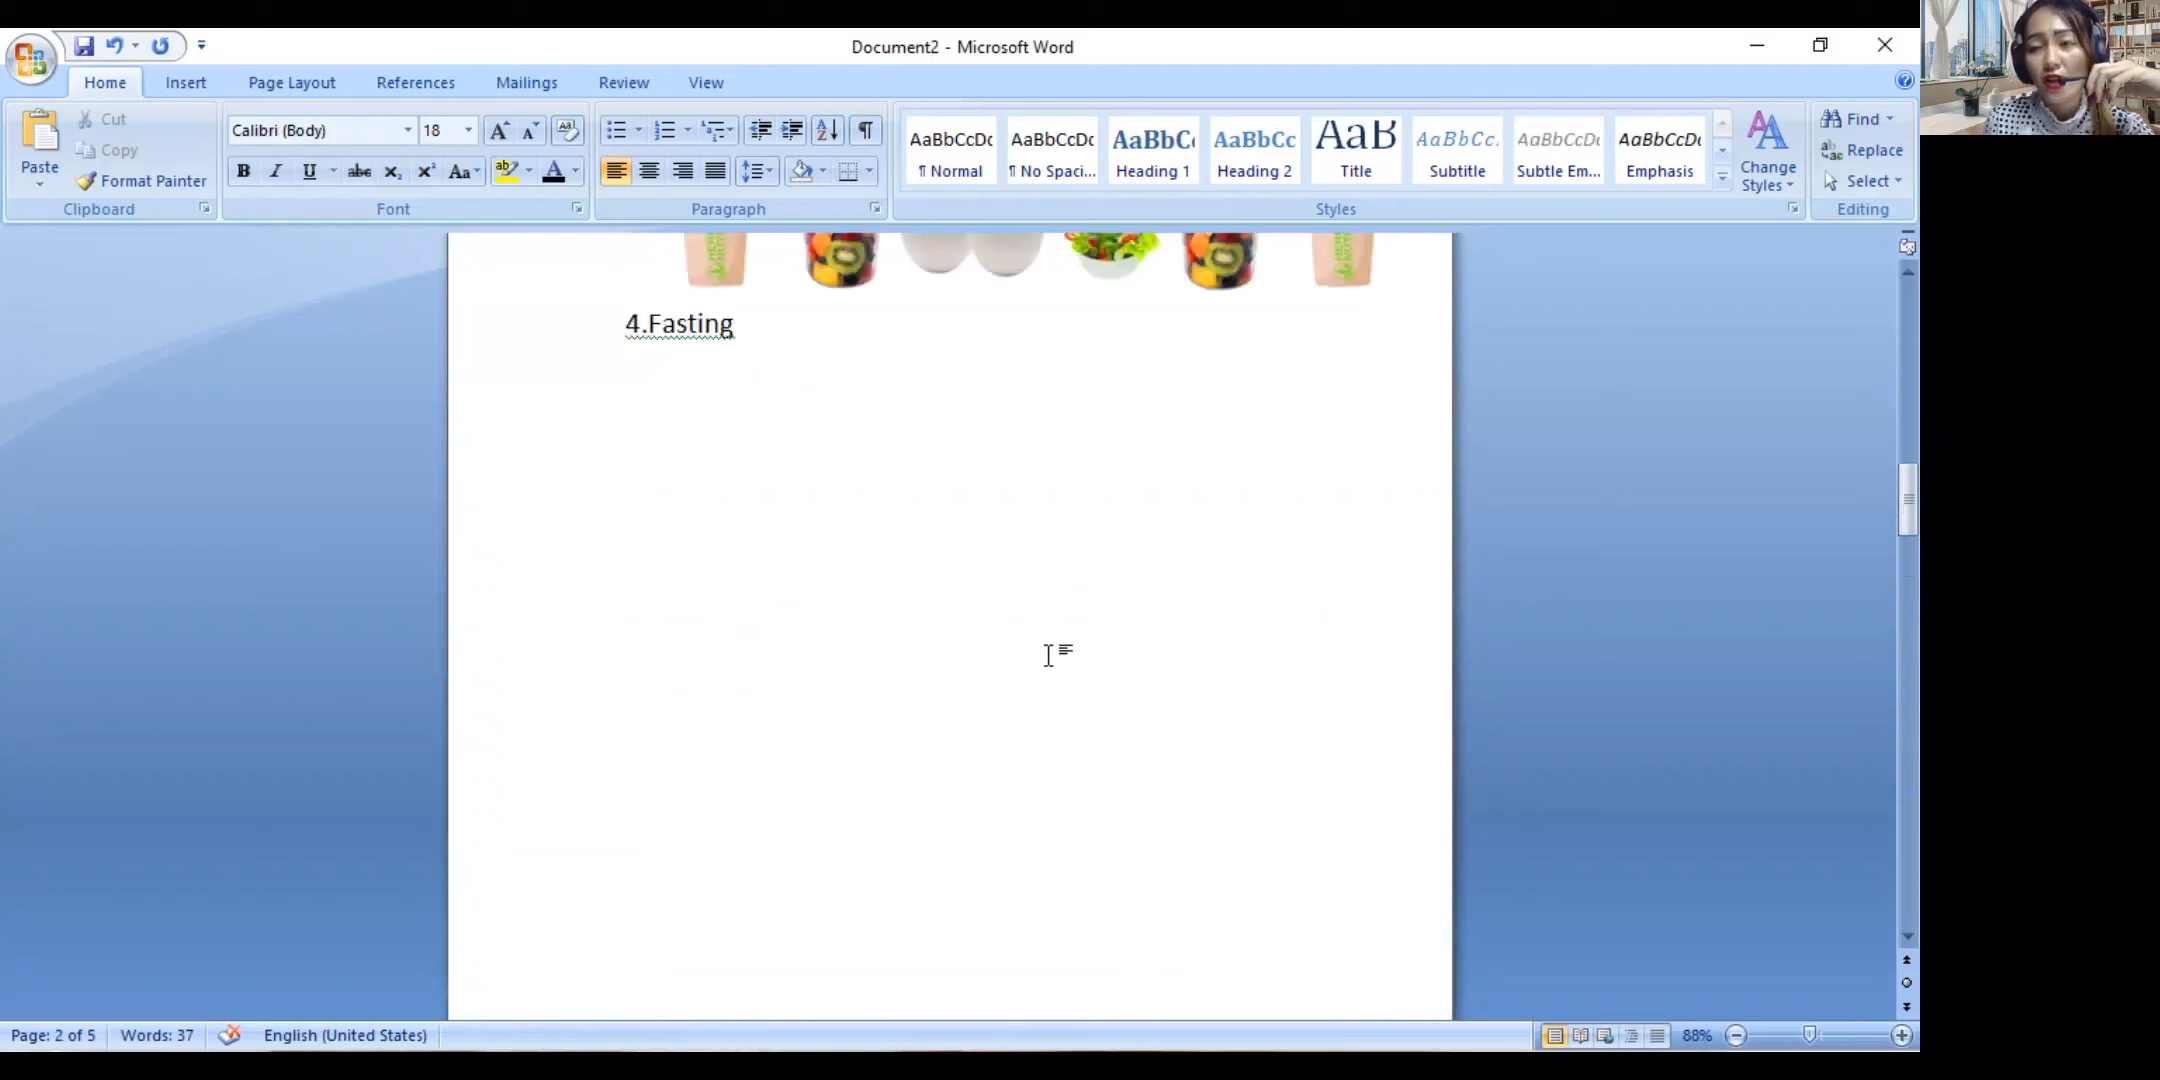 Document2 - Microsoft Word
Home Insert Page Layout References Mailings Review View
Paste
Cut
Copy
Format Painter
Clipboard
Calibri (Body) 18
Font
Paragraph
AaBbCcDc AaBbCcDc AaBbC AaBbCc AaB AaBbCc. AaBbCcDc AaBbCcDc
¶ Normal ¶ No Spaci... Heading 1 Heading 2 Title Subtitle Subtle Em... Emphasis
Change
Styles
Styles
Find
Replace
Select
Editing
4.Fasting
Page: 2 of 5 Words: 37 English (United States) 88%